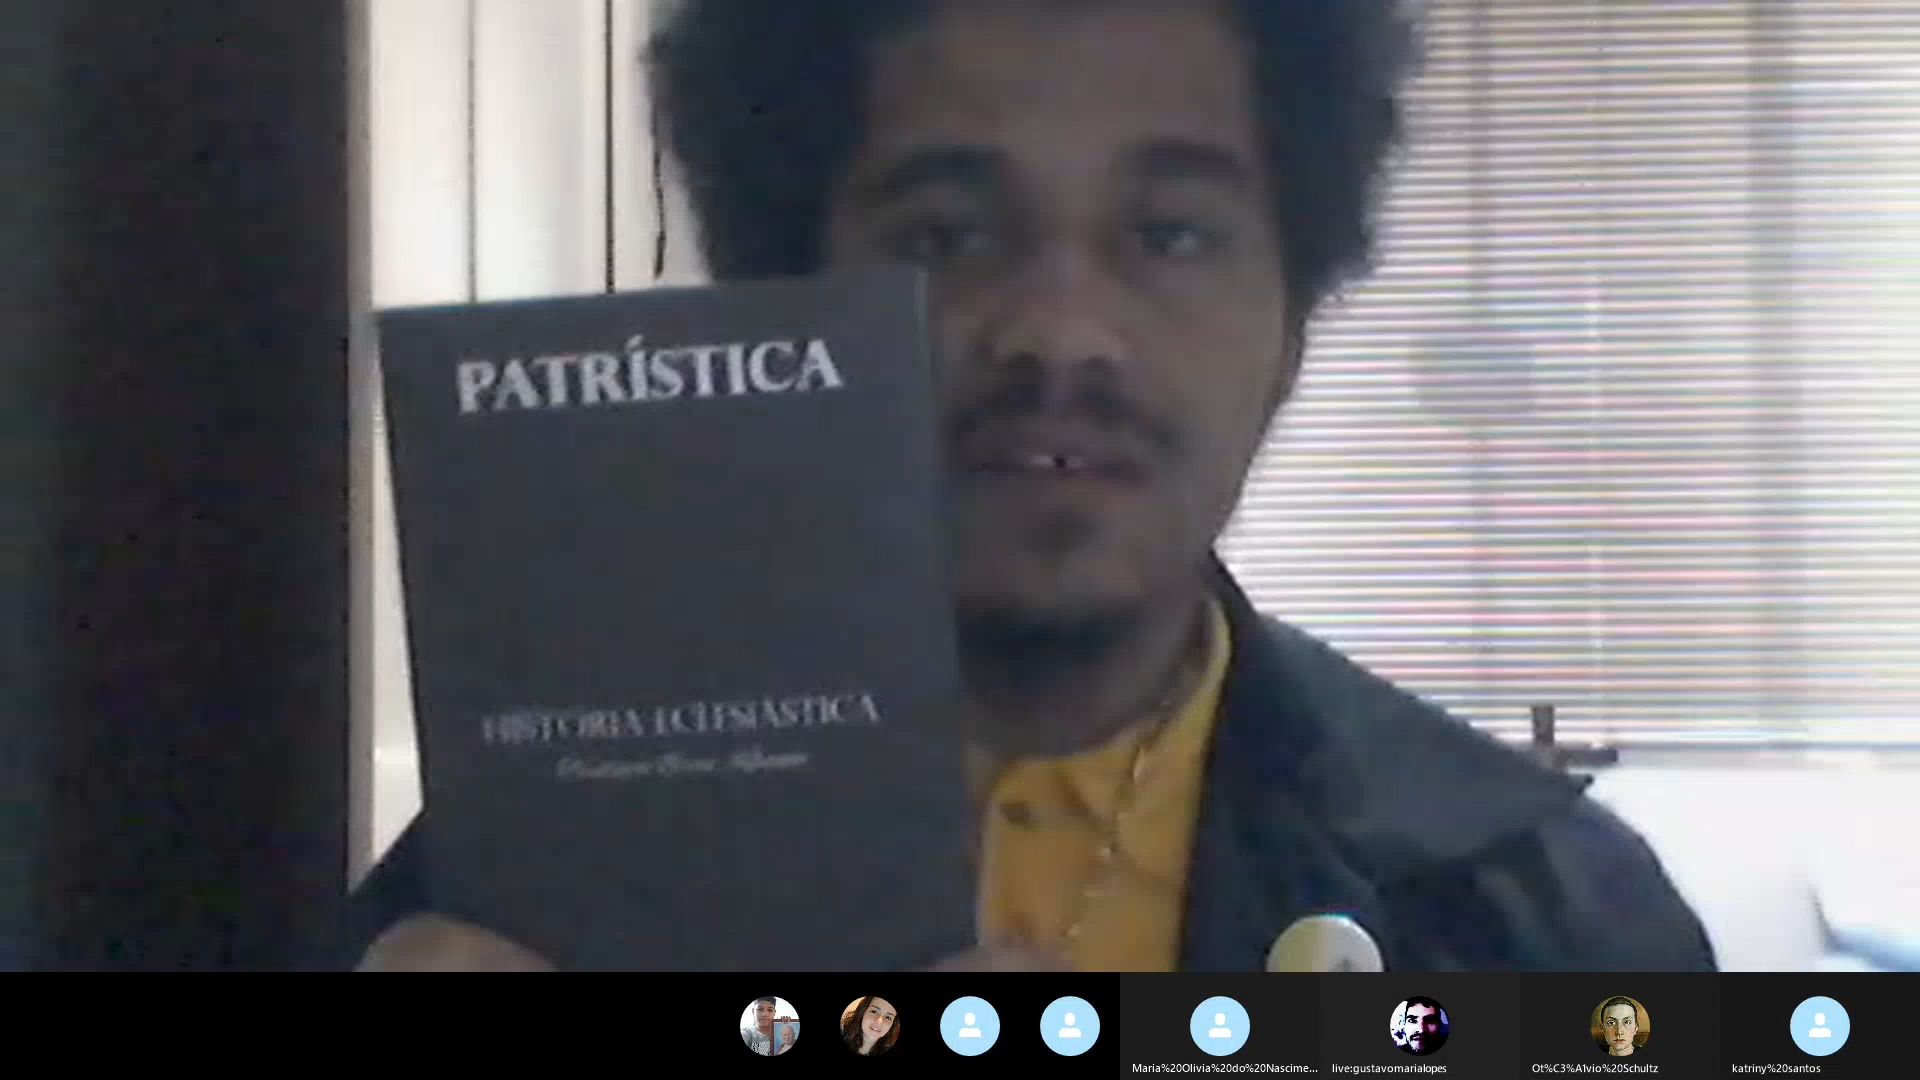 PATRÍSTICA
HISTÓRIA ECLESIÁSTICA
Maria%20Olivia%20do%20Nascime...
live:gustavomarialopes
Ot%C3%A1vio%20Schultz
katriny%20santos